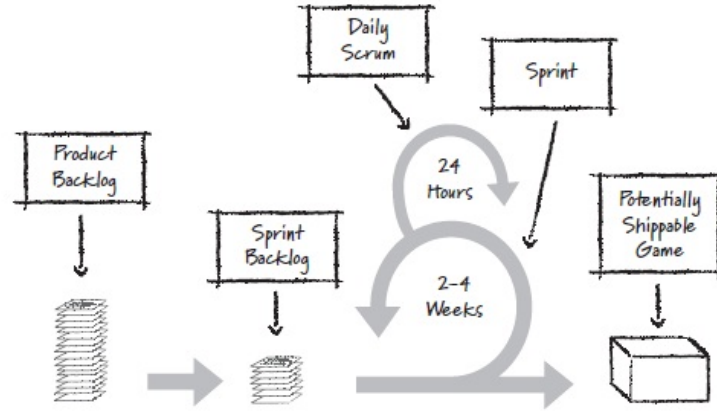 Daily
Scrum
Sprint
Product
Backlog
24
Hours
Potentially
Shippable
Game
Sprint
Backlog
2-4
Weeks